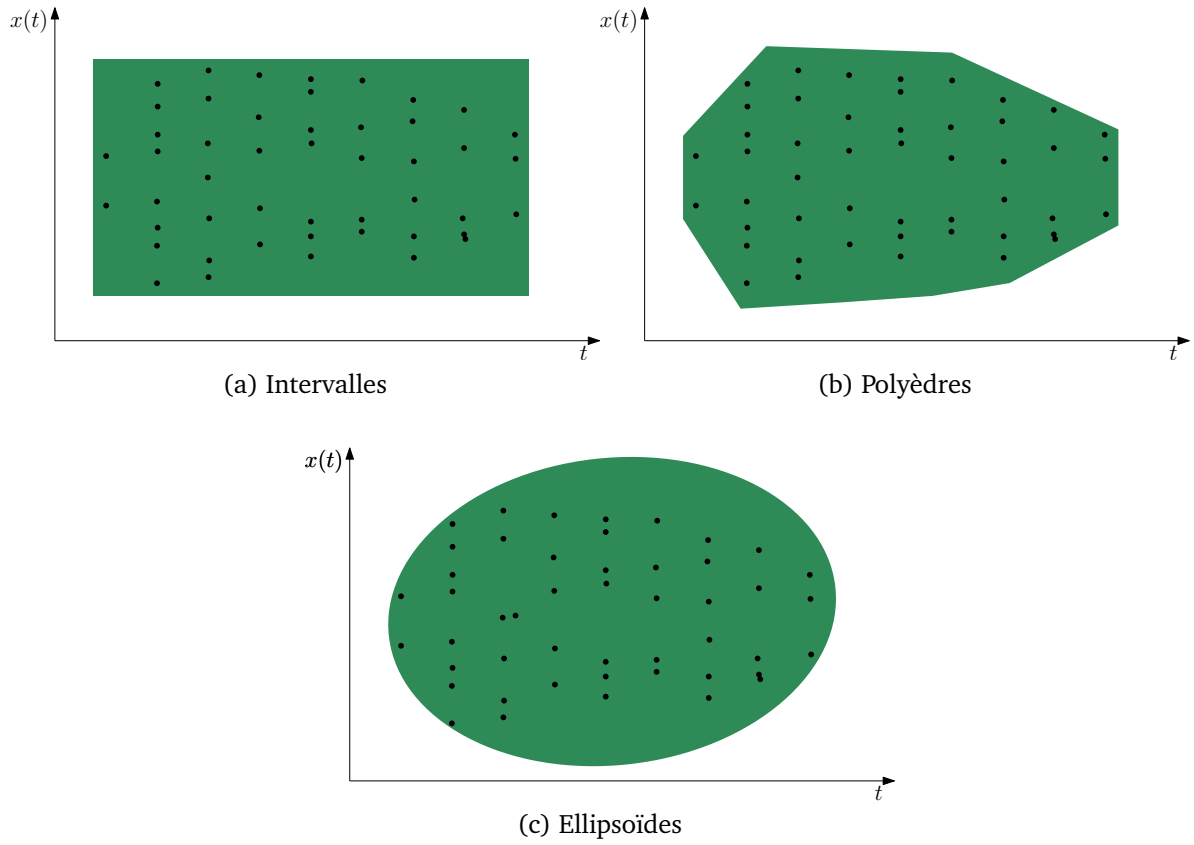 x(t)
t
(a) Intervalles
x(t)
t
(b) Polyèdres
x(t)
t
(c) Ellipsoïdes